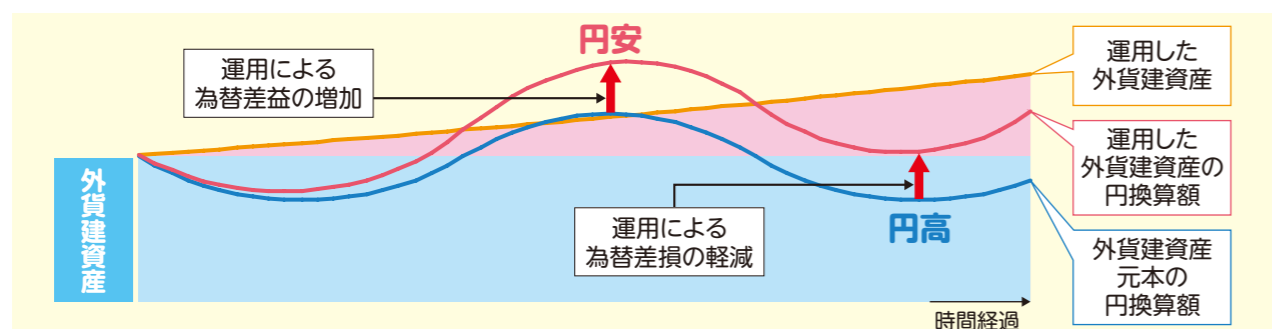 円安
運用による
為替差益の増加
運用した
外貨建資産
運用した
外貨建資産の
円換算額
外貨建資産
運用による
為替差損の軽減
円高
外貨建資産
元本の
円換算額
時間経過